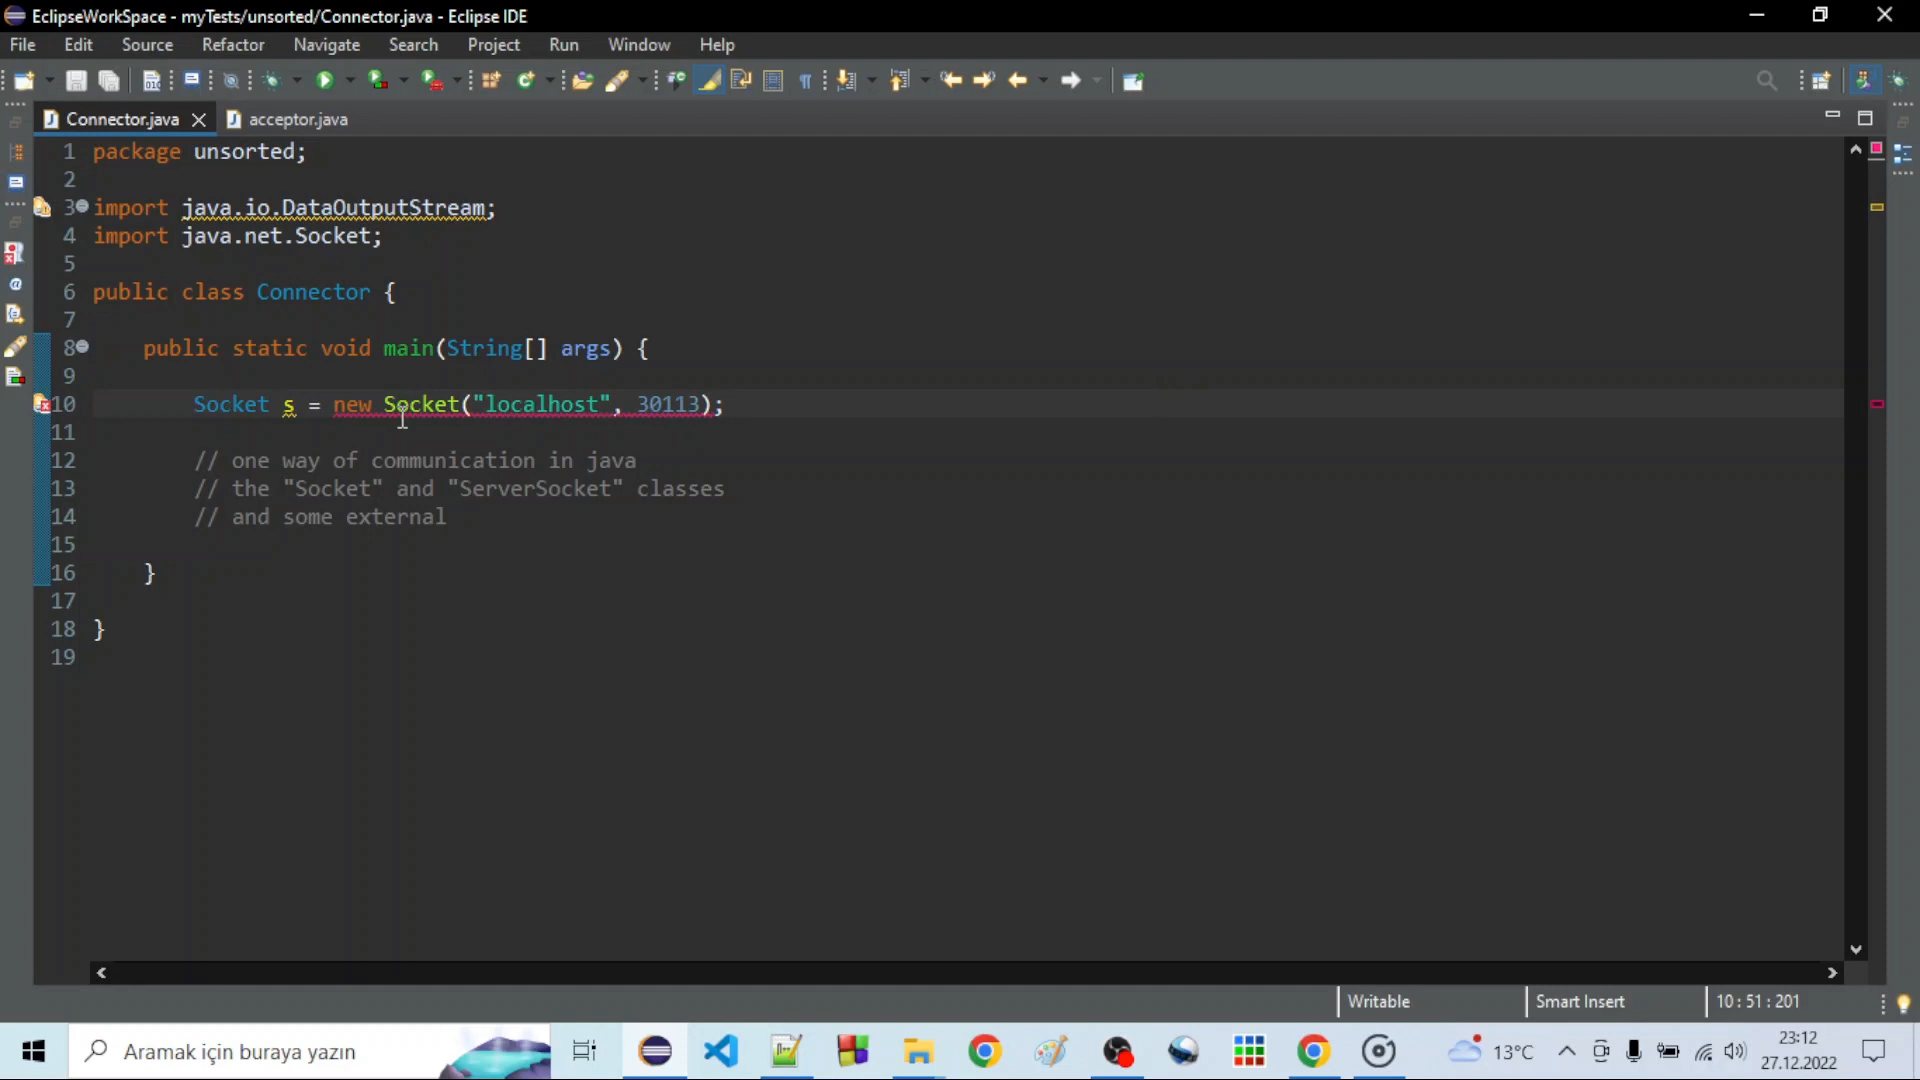 EclipseWorkSpace - myTests/unsorted/Connector.java - Eclipse IDE
File Edit Source Refactor Navigate Search Project Run Window Help
Connector.java acceptor.java
1 package unsorted;
2
3 import java.io.DataOutputStream;
4 import java.net.Socket;
5
6 public class Connector {
7
8 public static void main(String[] args) {
9
10 Socket s = new Socket("localhost", 30113);
11
12 // one way of communication in java
13 // the "Socket" and "ServerSocket" classes
14 // and some external
15
16 }
17
18 }
19
Writable Smart Insert 10 : 51 : 201
Aramak için buraya yazın 13°C 23:12
27.12.2022